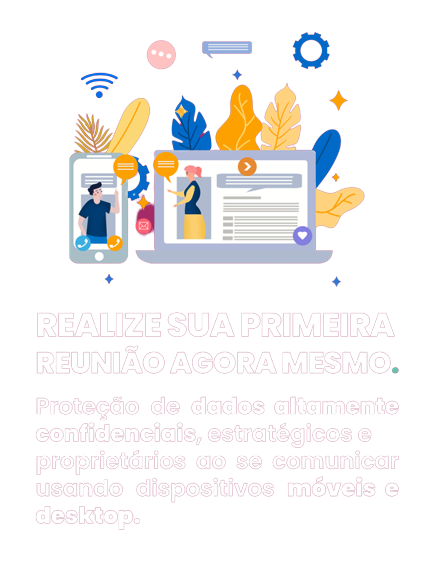 REALIZE SUA PRIMEIRA
REUNIÃO AGORA MESMO.
Proteção de dados altamente
confidenciais, estratégicos e
proprietários ao se comunicar
usando dispositivos móveis e
desktop.